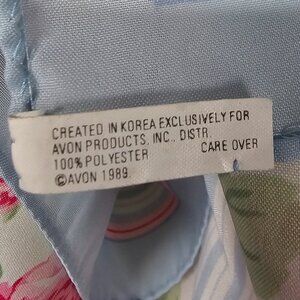 CREATED IN KOREA EXCLUSIVELY FOR
AVON PRODUCTS, INC., DISTR.
100% POLYESTER CARE OVER
©AVON 1989